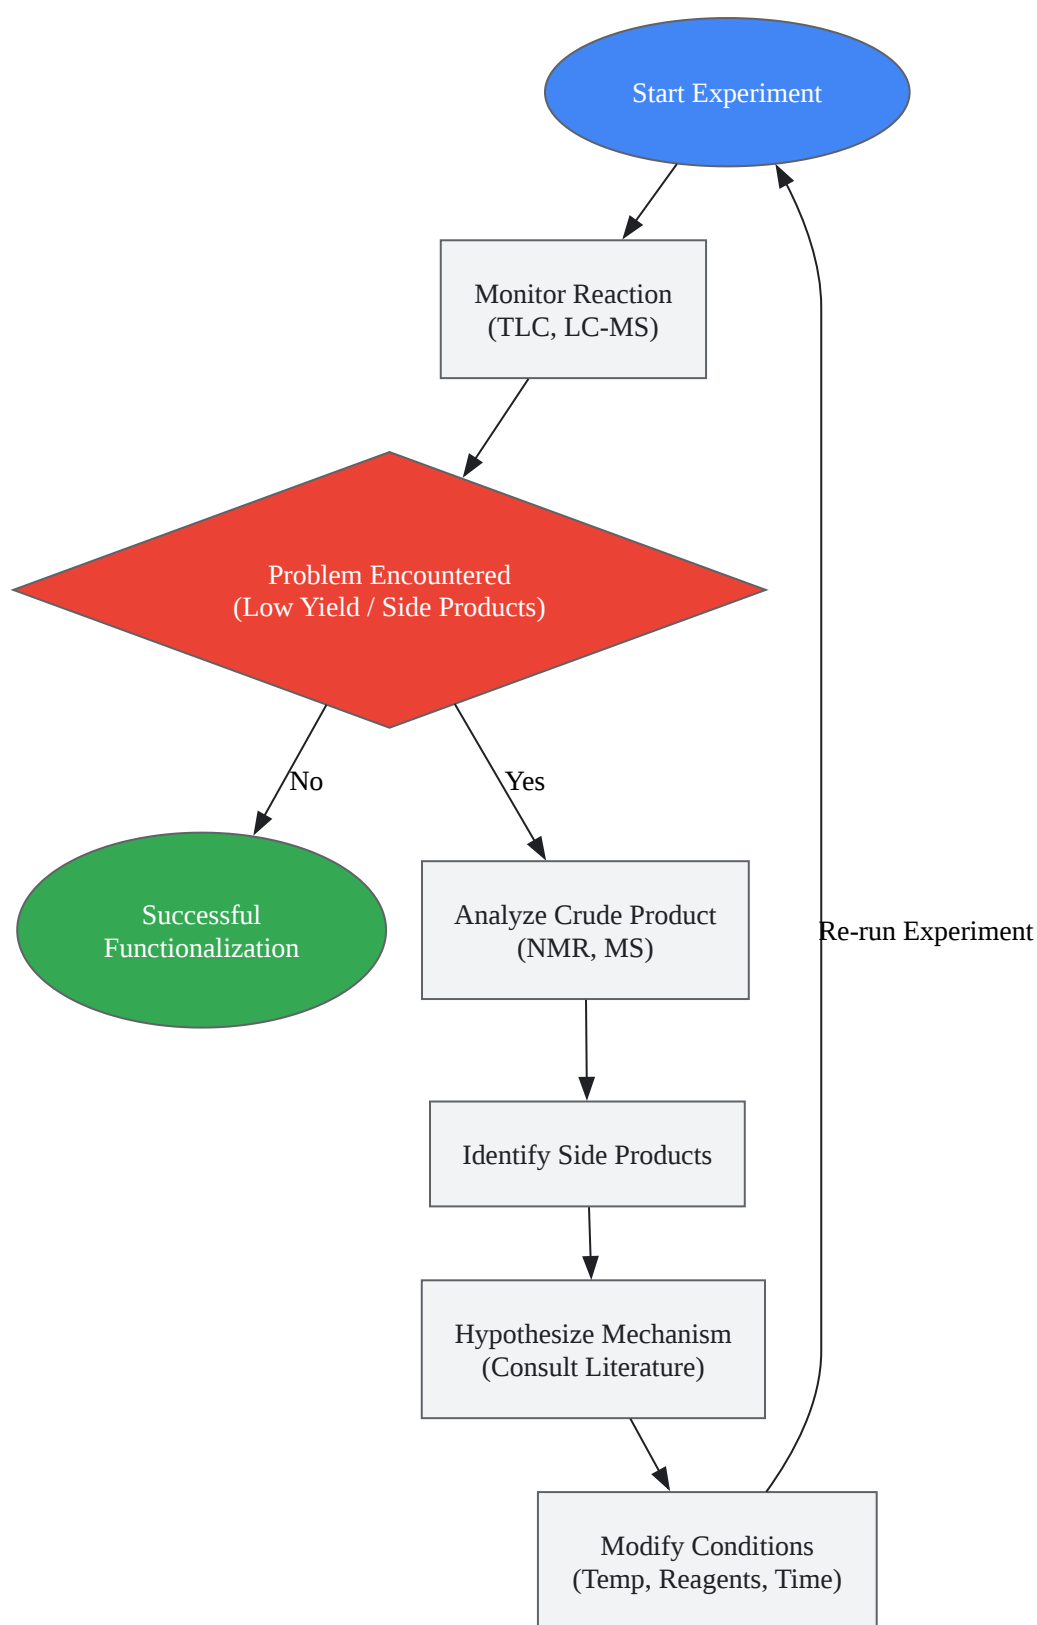 Start Experiment
Monitor Reaction
(TLC, LC-MS)
Problem Encountered
(Low Yield / Side Products)
No
Yes
Successful
Functionalization
Analyze Crude Product
(NMR, MS)
Re-run Experiment
Identify Side Products
Hypothesize Mechanism
(Consult Literature)
Modify Conditions
(Temp, Reagents, Time)